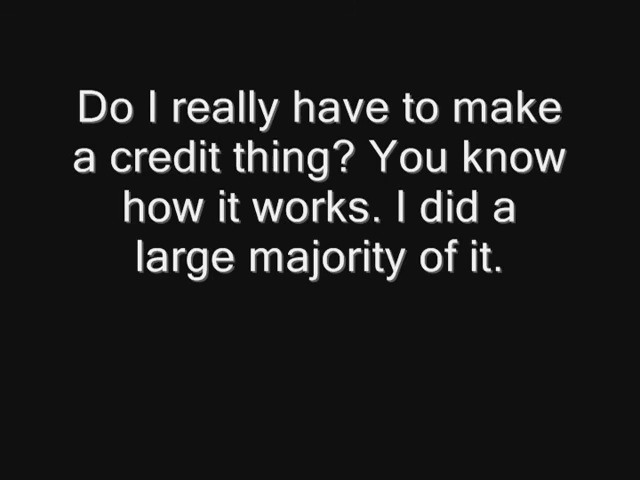 Do I really have to make
a credit thing? You know
how it works. I did a
large majority of it.